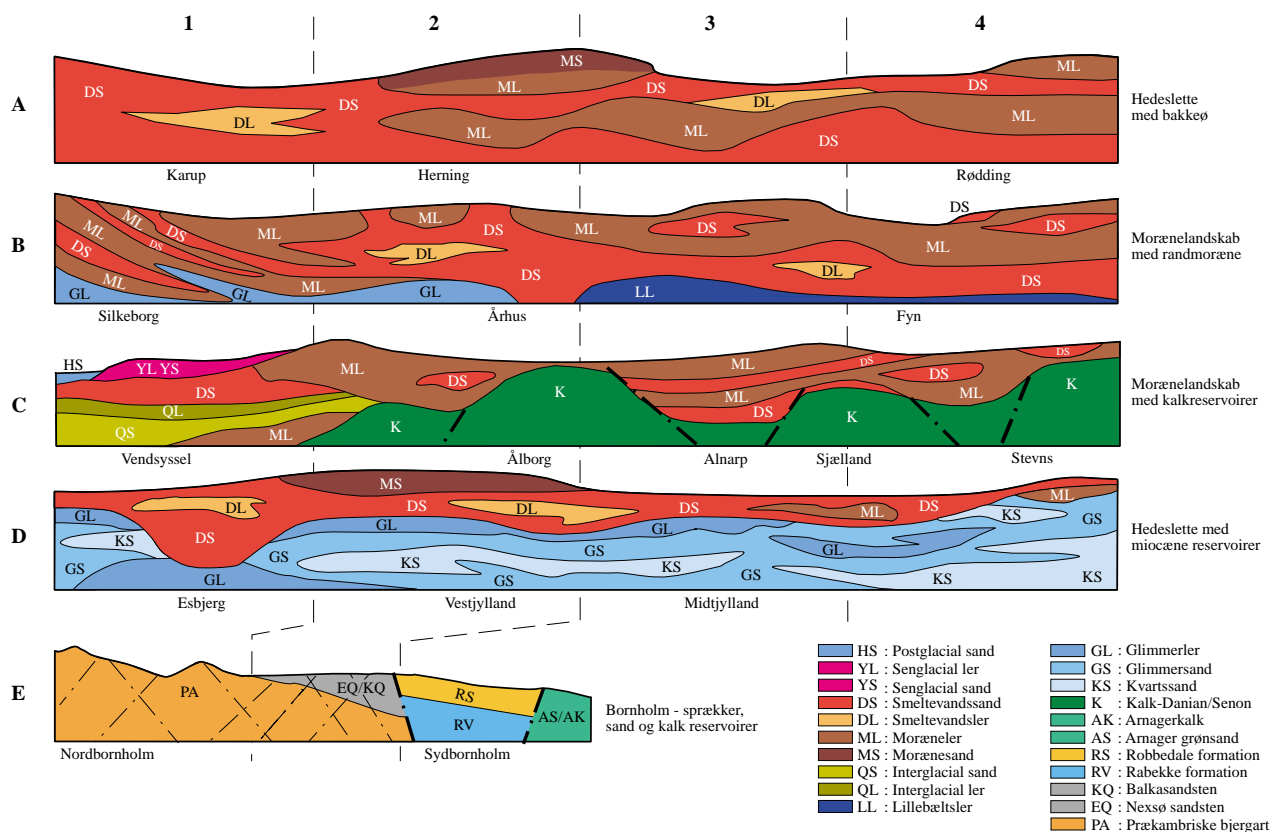 1 2 3 4
A
MS
ML
DS
DS
ML
DS
DS
DL
DL
ML
ML
ML
DS
Hedeslette
med bakkeø
Karup Herning Rødding
B
DS
ML
ML
DS
DS
ML
DS
ML
GL
ML
GL
ML
DS
DL
DS
GL
ML
DS
LL
DL
DS
ML
DS
DS
Morænelandskab
med randmoræne
Silkeborg Århus Fyn
C
HS
YL YS
DS
QL
QS
ML
ML
DS
K
K
ML
DS
ML
DS
K
DS
ML
DS
K
Morænelandskab
med kalkreservoirer
Vendsyssel Ålborg Alnarp Sjælland Stevns
D
GL
KS
GS
DL
DS
GL
MS
DS
GL
GS
KS
DL
GS
GS
DS
GL
KS
GS
ML
GL
DS
KS
ML
GS
KS
KS
Hedeslette med
miocæne reservoirer
Esbjerg Vestjylland Midtjylland
E
PA
EQ/KQ
RS
RV
AS/AK
Bornholm - sprækker,
sand og kalk reservoirer
Nordbornholm Sydbornholm
HS : Postglacial sand
YL : Senglacial ler
YS : Senglacial sand
DS : Smeltevandssand
DL : Smeltevandsler
ML : Moræneler
MS : Morænesand
QS : Interglacial sand
QL : Interglacial ler
LL : Lillebæltsler
GL : Glimmerler
GS : Glimmersand
KS : Kvartssand
K : Kalk-Danian/Senon
AK : Arnagerkalk
AS : Arnager grønsand
RS : Robbedale formation
RV : Rabekke formation
KQ : Balkasandsten
EQ : Nexsø sandsten
PA : Prækambriske bjergart